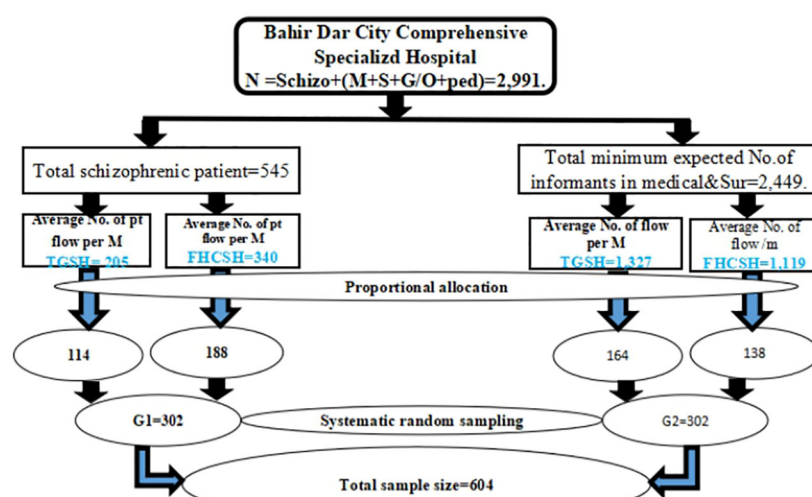 Bahir Dar City Comprehensive
Specializd Hospital
N =Schizo+(M+S+G/O+ped)=2,991.
Total schizophrenic patient=545
Total minimum expected No.of
informants in medical&Sur=2,449.
Average No. of pt
flow per M
TGSH= 205
Average No. of pt
flow per M
FHCSH=340
Average No. of flow
per M
TGSH=1,327
Average No. of
flow /m
FHCSH=1,119
Proportional allocation
114
188
164
138
G1=302
Systematic random sampling
G2=302
Total sample size=604